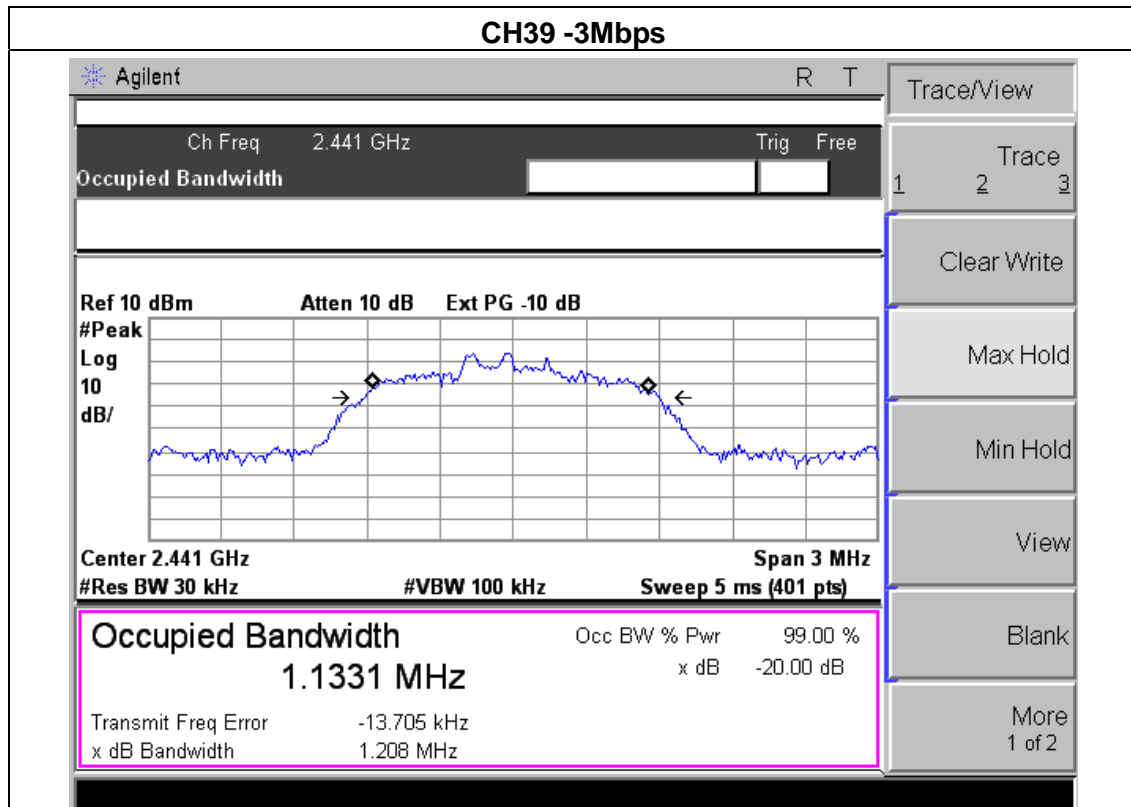 CH39 -3Mbps
Agilent R T
Ch Freq 2.441 GHz Trig Free
Occupied Bandwidth
Ref 10 dBm Atten 10 dB Ext PG -10 dB
#Peak
Log
10
dB/
Center 2.441 GHz Span 3 MHz
#Res BW 30 kHz #VBW 100 kHz Sweep 5 ms (401 pts)
Occupied Bandwidth Occ BW % Pwr 99.00 %
1.1331 MHz x dB -20.00 dB
Transmit Freq Error -13.705 kHz
x dB Bandwidth 1.208 MHz
Trace/View
Trace
1 2 3
Clear Write
Max Hold
Min Hold
View
Blank
More
1 of 2